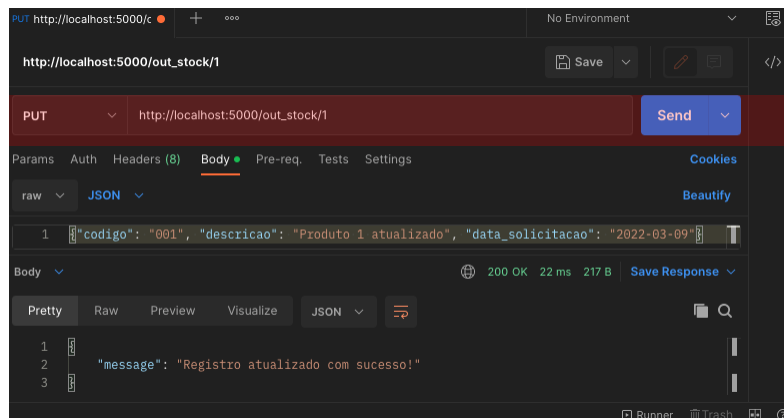 PUT http://localhost:5000/c No Environment
http://localhost:5000/out_stock/1 Save
PUT http://localhost:5000/out_stock/1 Send
Params Auth Headers (8) Body Pre-req. Tests Settings Cookies
raw JSON Beautify
1 {"codigo": "001", "descricao": "Produto 1 atualizado", "data_solicitacao": "2022-03-09"}
Body 200 OK 22 ms 217 B Save Response
Pretty Raw Preview Visualize JSON
1 {
2 "message": "Registro atualizado com sucesso!"
3 }
Runner Trash